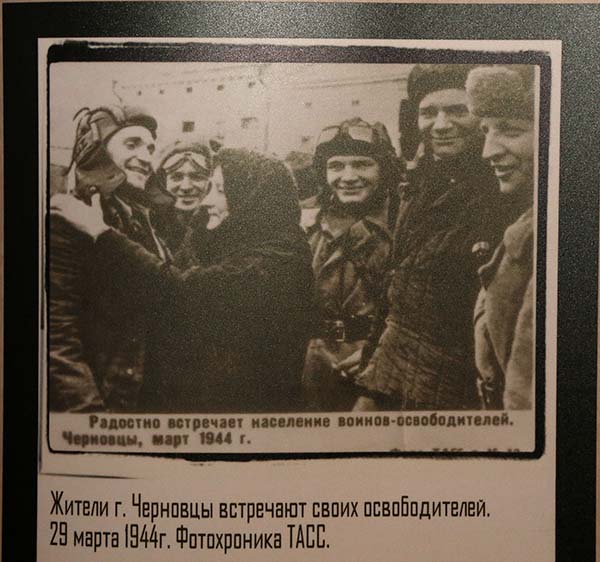 Радостно встречает население воинов-освободителей.
Черновцы, март 1944 г.
Жители г. Черновцы встречают своих освободителей.
29 марта 1944г. Фотохроника ТАСС.